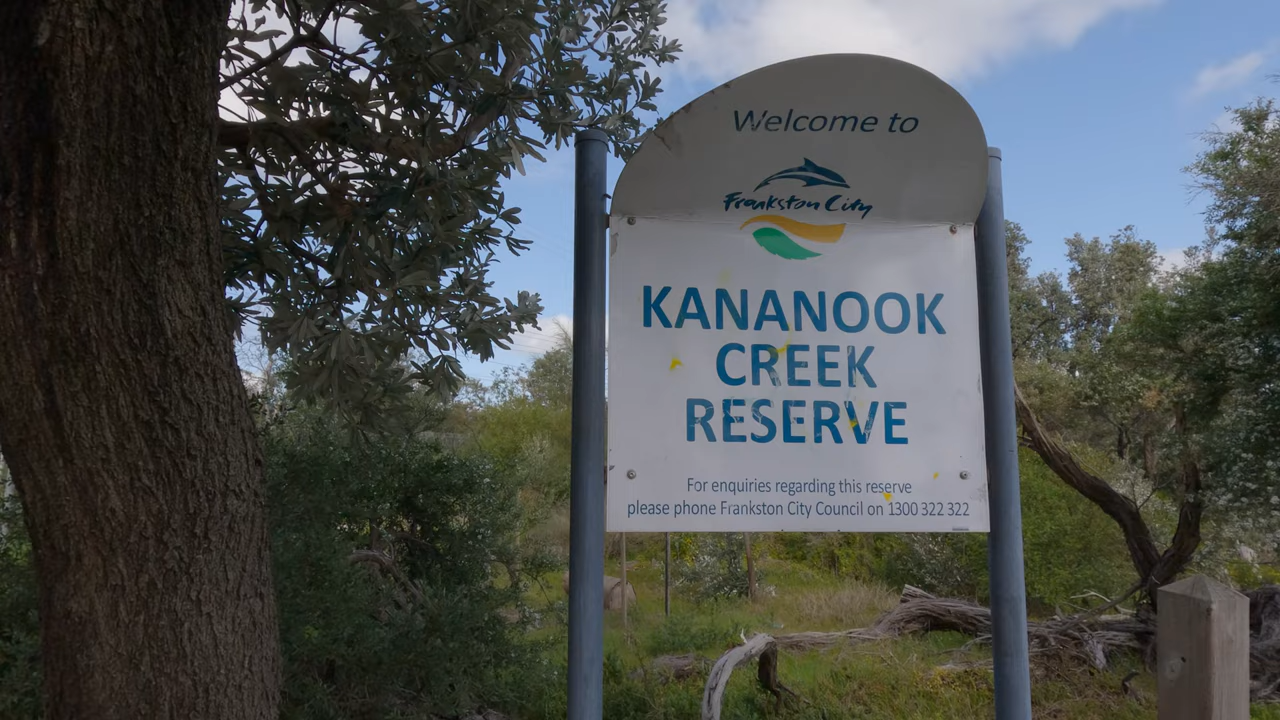 Welcome to
Frankston City
KANANOOK
CREEK
RESERVE
For enquiries regarding this reserve
please phone Frankston City Council on 1300 322 322